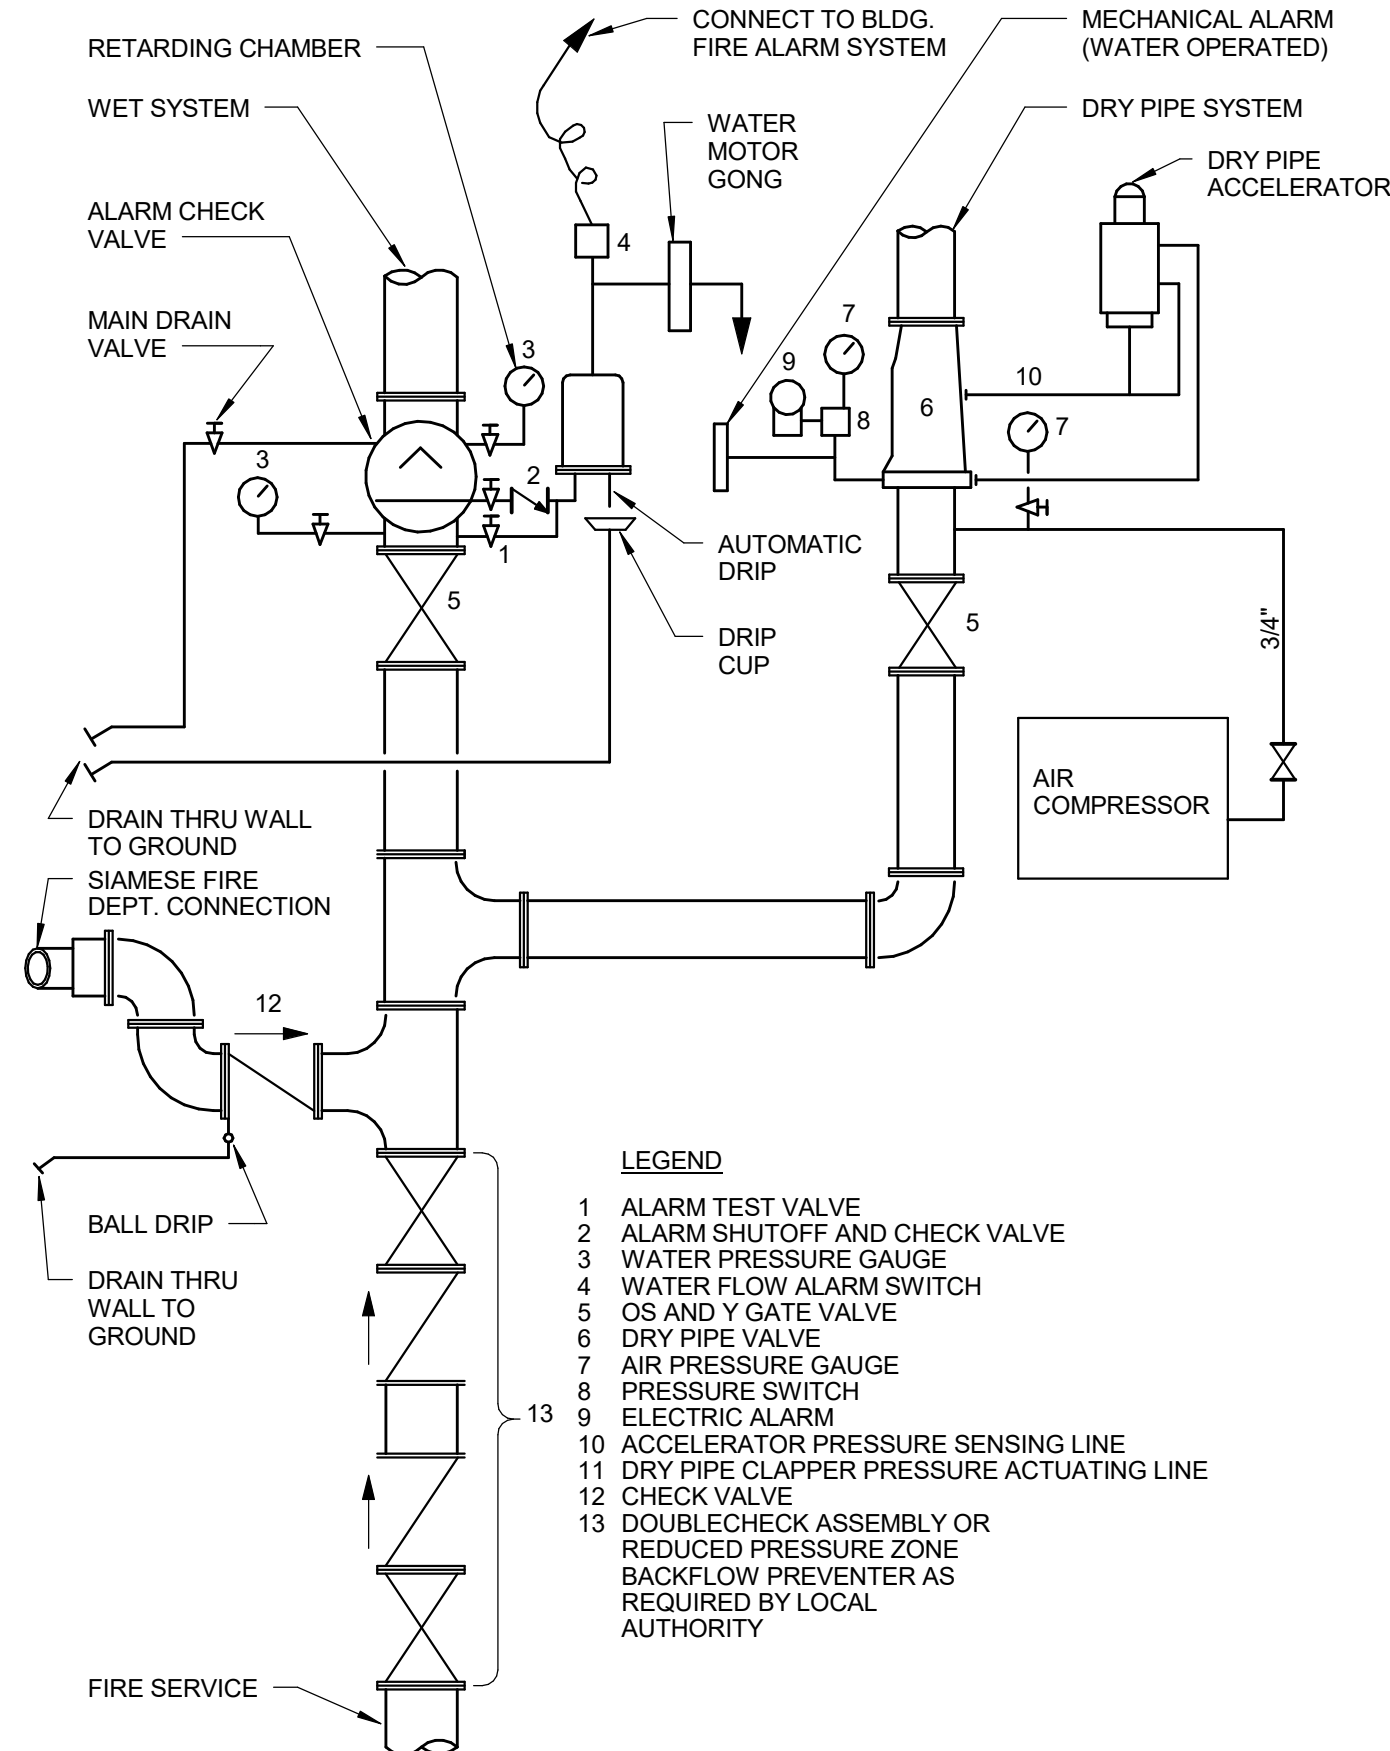 RETARDING CHAMBER
WET SYSTEM
ALARM CHECK
VALVE
MAIN DRAIN
VALVE
CONNECT TO BLDG.
FIRE ALARM SYSTEM
WATER
MOTOR
GONG
MECHANICAL ALARM
(WATER OPERATED)
DRY PIPE SYSTEM
DRY PIPE
ACCELERATOR
4
3
3
2
1
5
7
9
8
6
10
7
5
3/4"
AUTOMATIC
DRIP
DRIP
CUP
AIR
COMPRESSOR
DRAIN THRU WALL
TO GROUND
SIAMESE FIRE
DEPT. CONNECTION
12
BALL DRIP
DRAIN THRU
WALL TO
GROUND
13
FIRE SERVICE
LEGEND
1 ALARM TEST VALVE
2 ALARM SHUTOFF AND CHECK VALVE
3 WATER PRESSURE GAUGE
4 WATER FLOW ALARM SWITCH
5 OS AND Y GATE VALVE
6 DRY PIPE VALVE
7 AIR PRESSURE GAUGE
8 PRESSURE SWITCH
9 ELECTRIC ALARM
10 ACCELERATOR PRESSURE SENSING LINE
11 DRY PIPE CLAPPER PRESSURE ACTUATING LINE
12 CHECK VALVE
13 DOUBLECHECK ASSEMBLY OR
REDUCED PRESSURE ZONE
BACKFLOW PREVENTER AS
REQUIRED BY LOCAL
AUTHORITY